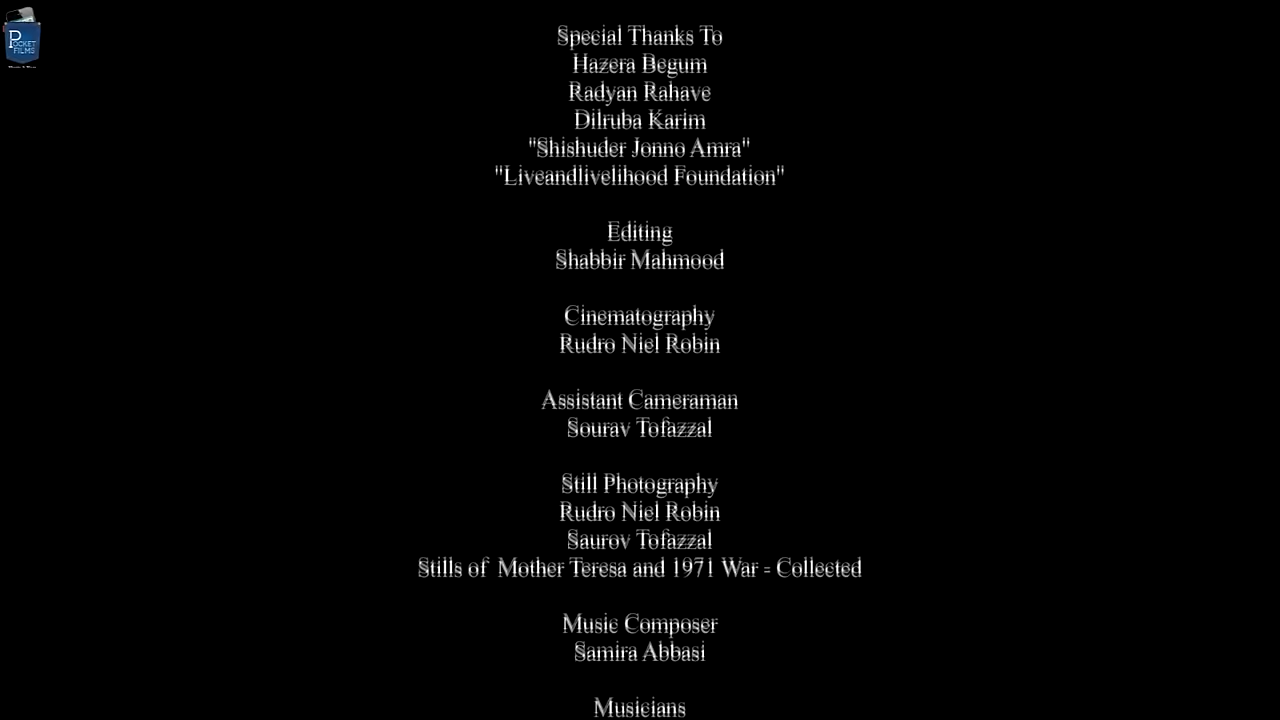 POCKET
FILMS
Special Thanks To
Hazera Begum
Radyan Rahave
Dilruba Karim
"Shishuder Jonno Amra"
"Liveandlivelihood Foundation"
Editing
Shabbir Mahmood
Cinematography
Rudro Niel Robin
Assistant Cameraman
Sourav Tofazzal
Still Photography
Rudro Niel Robin
Saurov Tofazzal
Stills of Mother Teresa and 1971 War - Collected
Music Composer
Samira Abbasi
Musicians